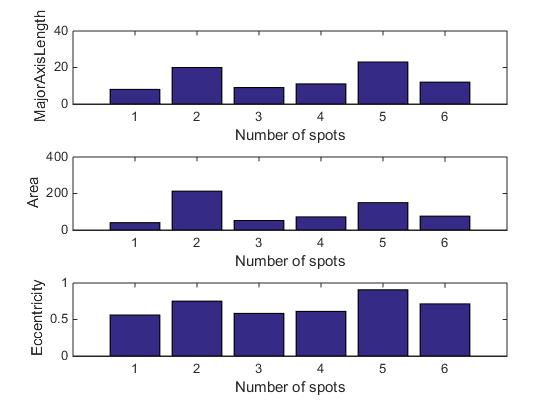 MajorAxisLength
40
20
0
1 2 3 4 5 6
Number of spots
Area
400
200
0
1 2 3 4 5 6
Number of spots
Eccentricity
1
0.5
0
1 2 3 4 5 6
Number of spots